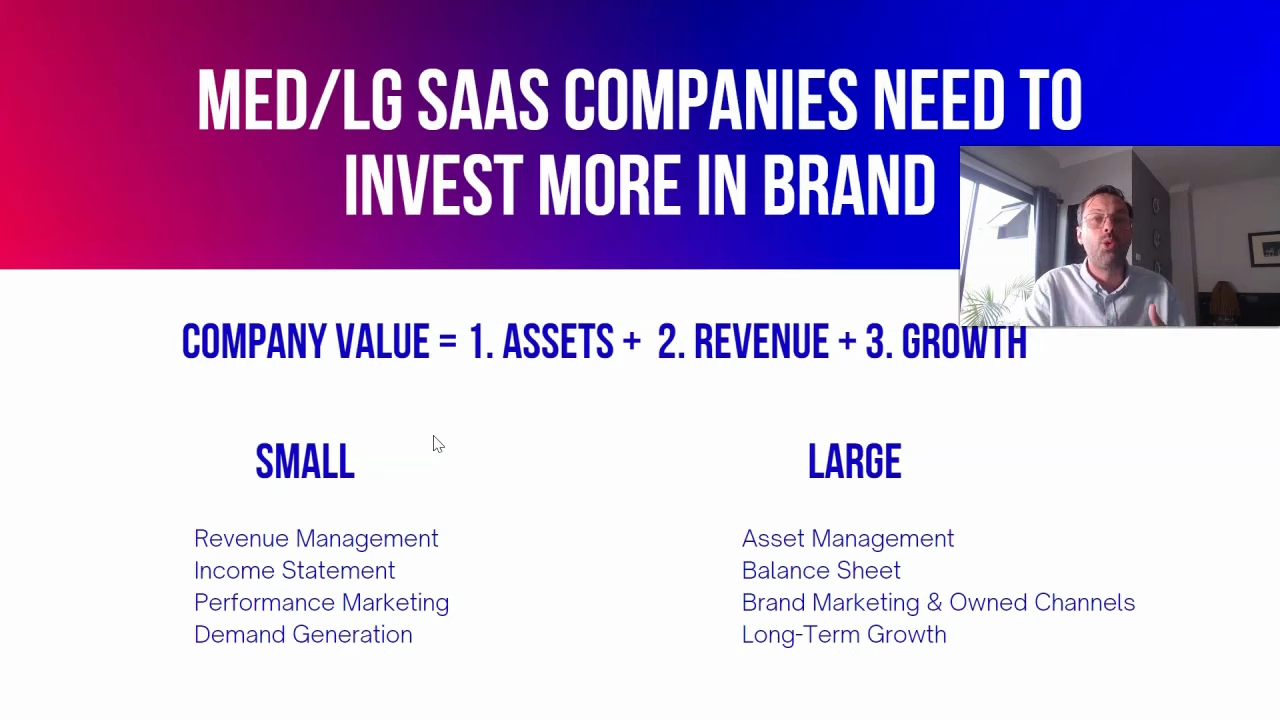 MED/LG SAAS COMPANIES NEED TO
INVEST MORE IN BRAND
COMPANY VALUE = 1. ASSETS + 2. REVENUE + 3. GROWTH
SMALL
Revenue Management
Income Statement
Performance Marketing
Demand Generation
LARGE
Asset Management
Balance Sheet
Brand Marketing & Owned Channels
Long-Term Growth